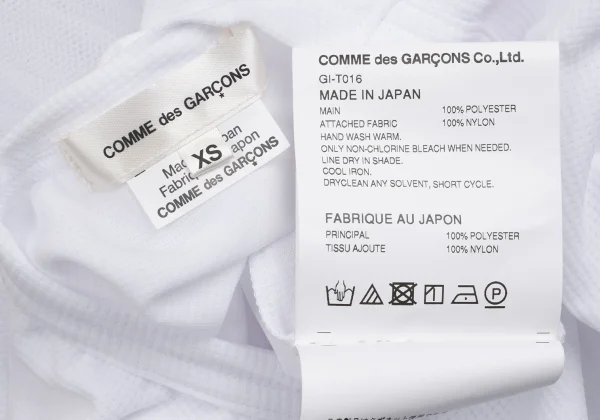 COMME des GARÇONS
*
XS
COMME des GARÇONS
*
COMME des GARÇONS Co.,Ltd.
GI-T016
MADE IN JAPAN
MAIN 100% POLYESTER
ATTACHED FABRIC 100% NYLON
HAND WASH WARM.
ONLY NON-CHLORINE BLEACH WHEN NEEDED.
LINE DRY IN SHADE.
COOL IRON.
DRYCLEAN ANY SOLVENT, SHORT CYCLE.
FABRIQUE AU JAPON
PRINCIPAL 100% POLYESTER
TISSU AJOUTE 100% NYLON
P